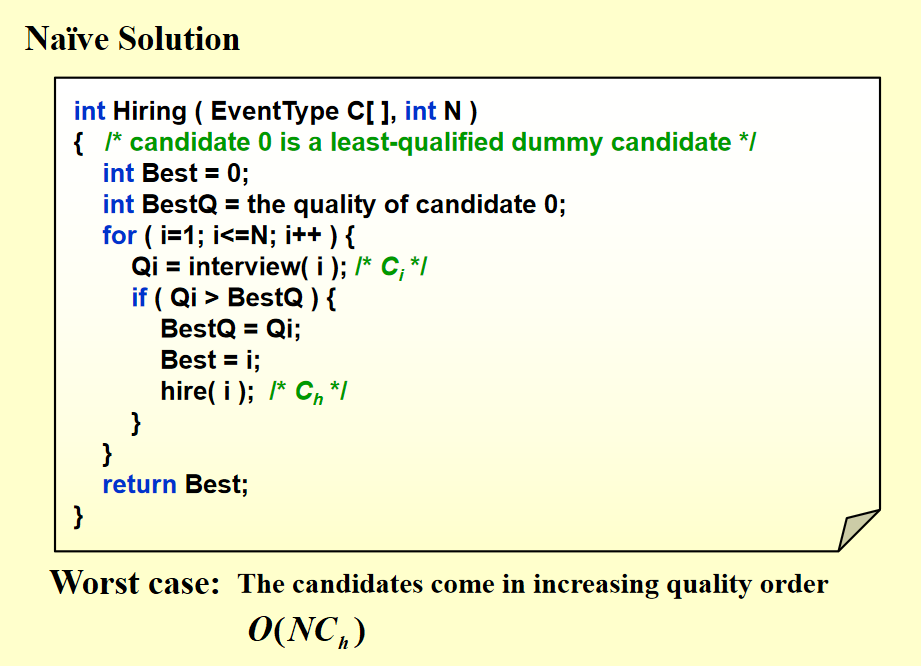 Naïve Solution
int Hiring ( EventType C[ ], int N )
{ /* candidate 0 is a least-qualified dummy candidate */
int Best = 0;
int BestQ = the quality of candidate 0;
for ( i=1; i<=N; i++ ) {
Qi = interview( i ); /* Ci */
if ( Qi > BestQ ) {
BestQ = Qi;
Best = i;
hire( i ); /* Ch */
}
}
return Best;
}
Worst case: The candidates come in increasing quality order
O(NCh)